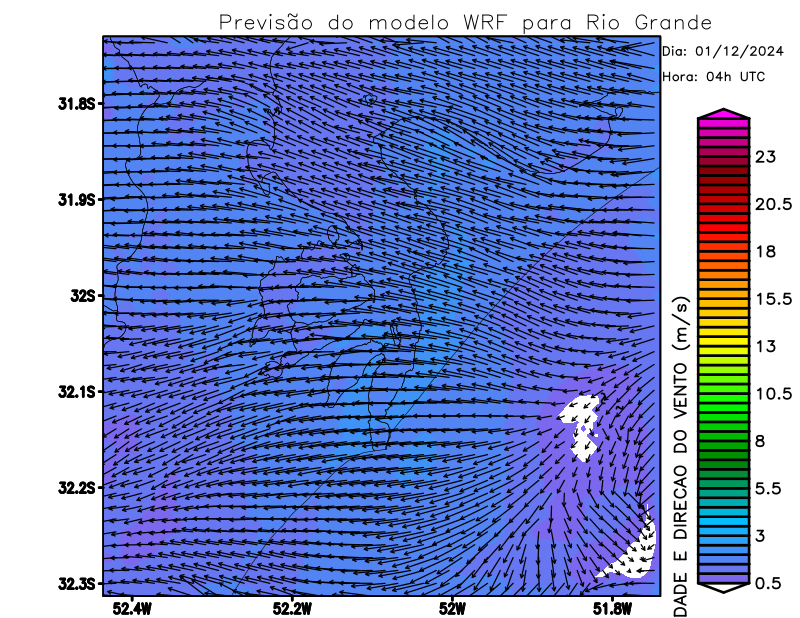 Previsão do modelo WRF para Rio Grande
Dia: 01/12/2024
Hora: 04h UTC
31.8S
31.9S
32S
32.1S
32.2S
32.3S
52.4W
52.2W
52W
51.8W
23
20.5
18
15.5
13
10.5
8
5.5
3
0.5
DADE E DIRECAO DO VENTO (m/s)